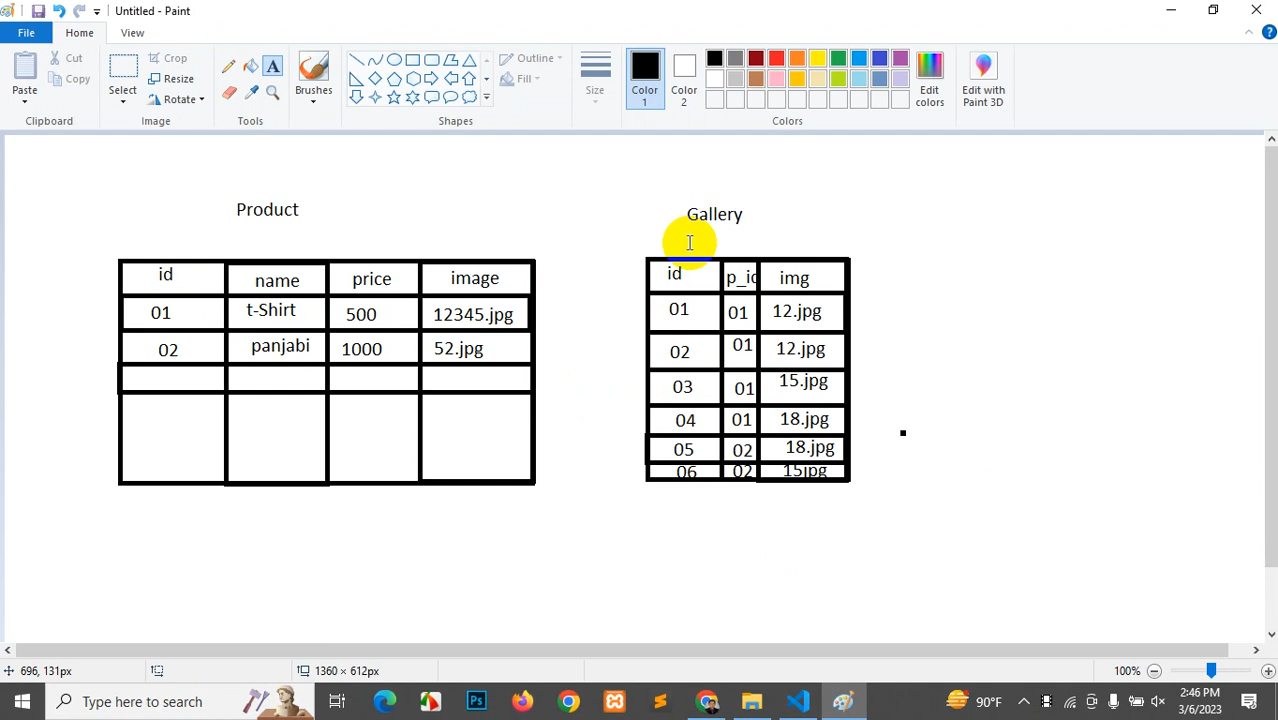 Untitled - Paint
File
Home
View
Paste
Cut
Copy
Clipboard
Select
Crop
Resize
Rotate
Image
A
Tools
Brushes
Shapes
Outline
Fill
Size
Color 1
Color 2
Colors
Edit colors
Edit with Paint 3D
Product
id name price image
01 t-Shirt 500 12345.jpg
02 panjabi 1000 52.jpg
Gallery
id p_id img
01 01 12.jpg
02 01 12.jpg
03 01 15.jpg
04 01 18.jpg
05 02 18.jpg
06 02 15jpg
696, 131px
1360 × 612px
100%
Type here to search
Ps
90°F
2:46 PM
3/6/2023